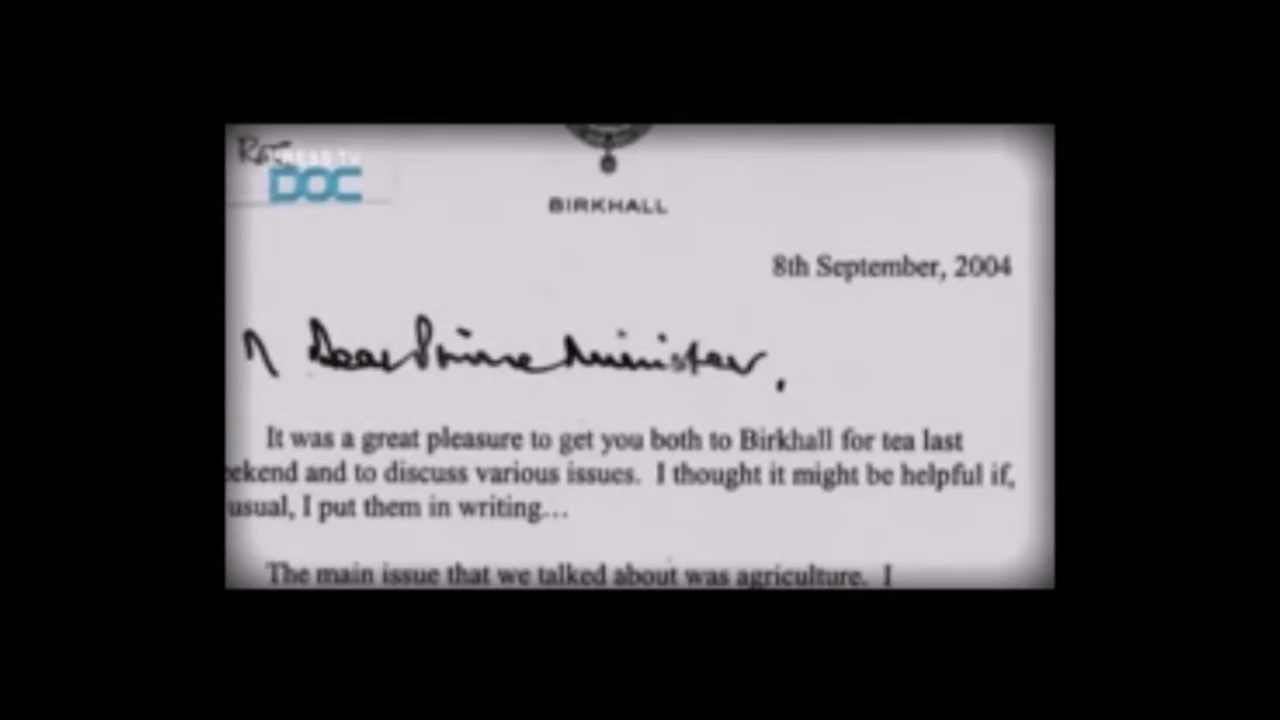 PRESS TV
DOC
BIRKHALL
8th September, 2004
Dear Prime Minister,
It was a great pleasure to get you both to Birkhall for tea last
ekend and to discuss various issues. I thought it might be helpful if,
usual, I put them in writing...
The main issue that we talked about was agriculture. I